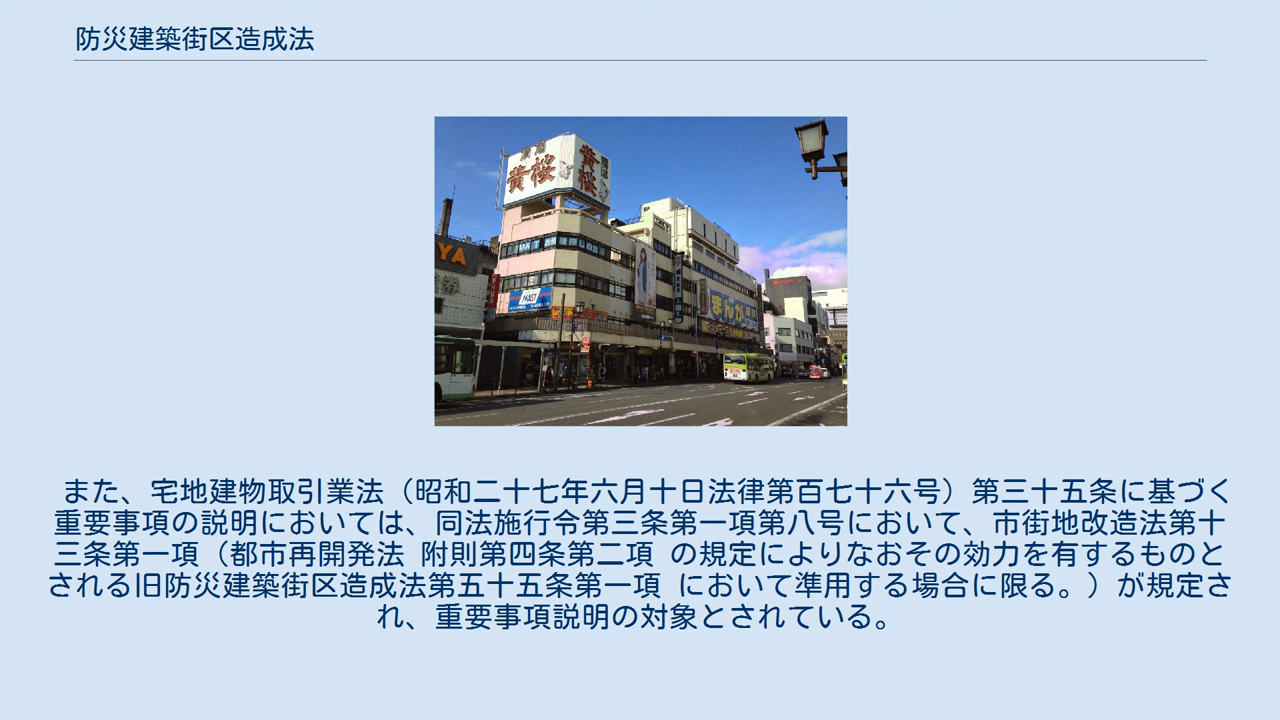 防災建築街区造成法
黄桜
黄桜
YA
MAST
まんが
また、宅地建物取引業法（昭和二十七年六月十日法律第百七十六号）第三十五条に基づく
重要事項の説明においては、同法施行令第三条第一項第八号において、市街地改造法第十
三条第一項（都市再開発法 附則第四条第二項 の規定によりなおその効力を有するものと
される旧防災建築街区造成法第五十五条第一項 において準用する場合に限る。）が規定さ
れ、重要事項説明の対象とされている。